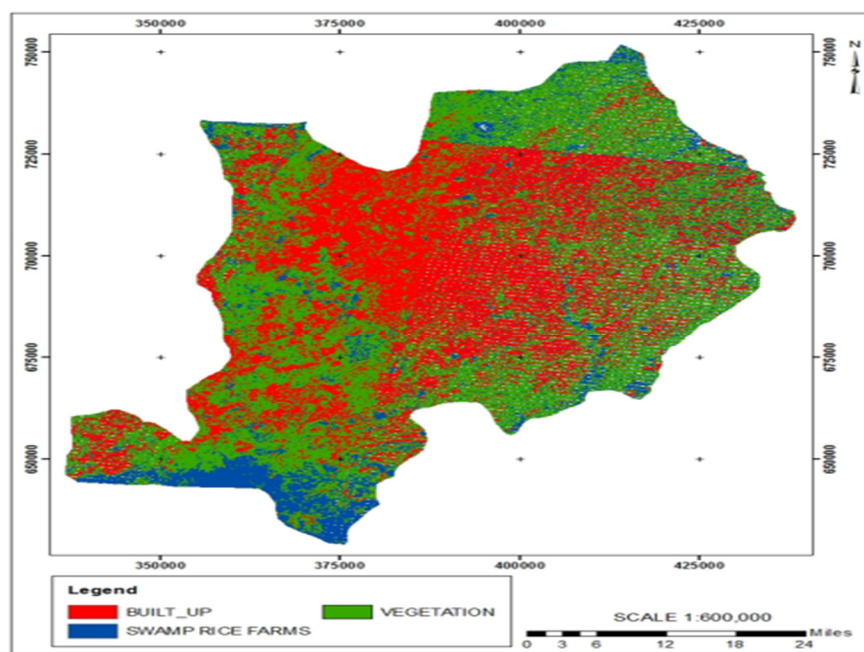 350000 375000 400000 425000
N
750000 750000
725000 725000
700000 700000
675000 675000
650000 650000
350000 375000 400000 425000
Legend
BUILT_UP VEGETATION
SWAMP RICE FARMS
SCALE 1:600,000
Miles
0 3 6 12 18 24